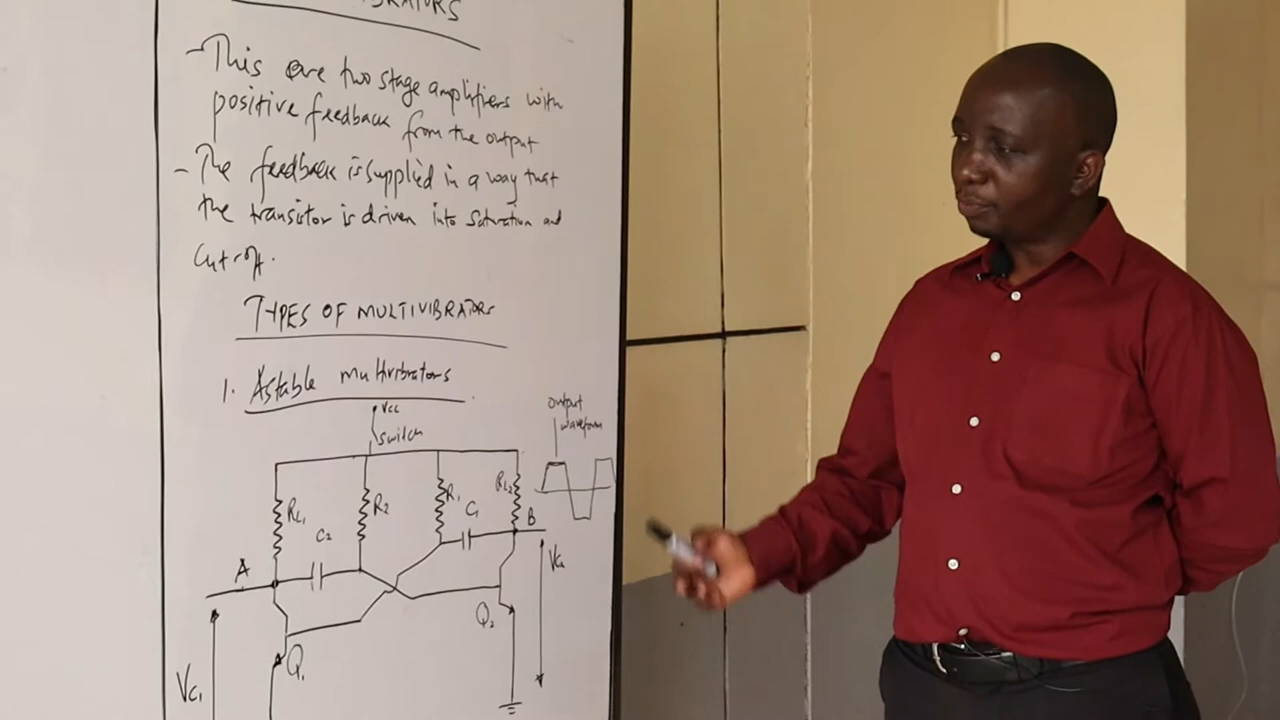 - This are two stage amplifiers with
positive feedback from the output
- The feedback is supplied in a way that
the transistor is driven into saturation and
cut-off.
TYPES OF MULTIVIBRATORS
1. Astable multivibrators
Vcc
switch
output
waveform
RL1
R2
R1
RL2
C2
C1
A
B
Q1
Q2
Vc1